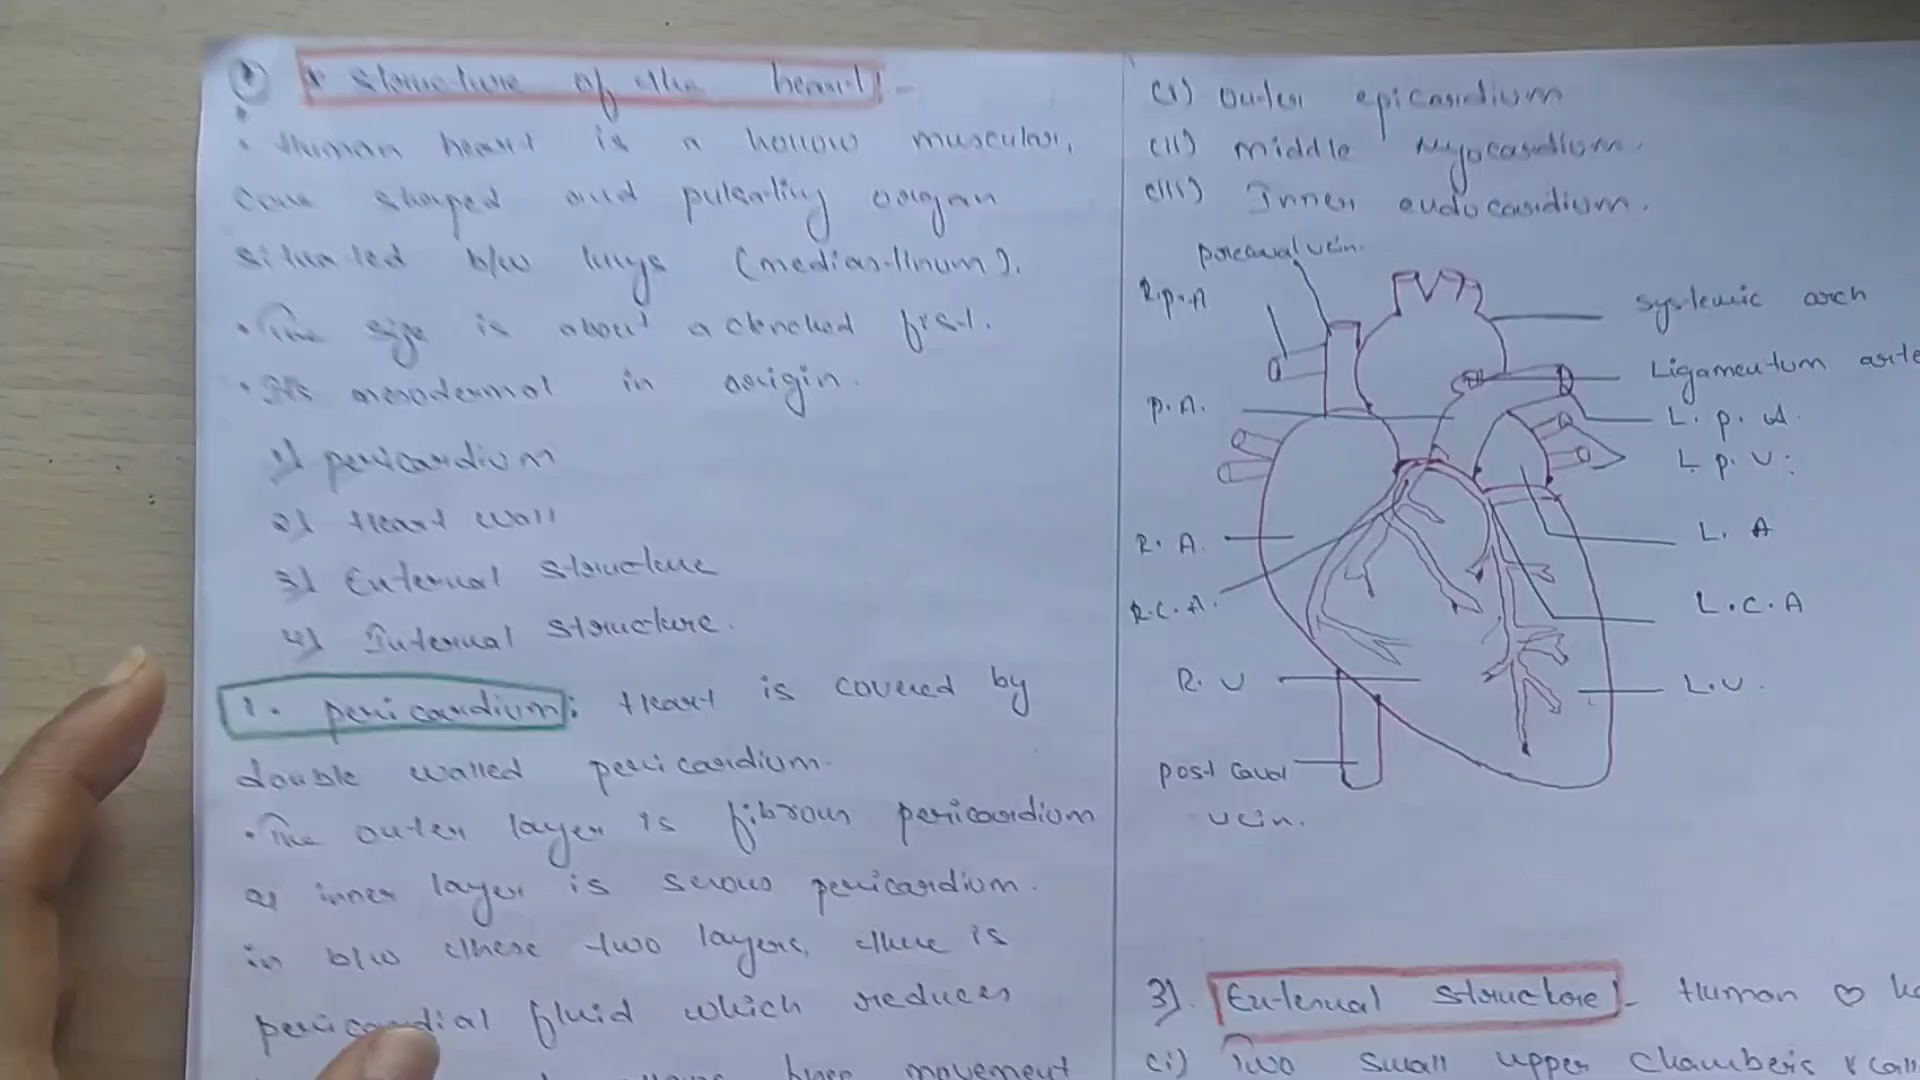 * Structure of the heart:-
• Human heart is a hollow muscular,
cone shaped and pulsating organ
situated b/w lungs (mediastinum).
• The size is about a clenched fist.
• It's mesodermal in origin.
1) pericardium
2) Heart wall
3) External structure
4) Internal structure.
1. pericardium: Heart is covered by
double walled pericardium.
• The outer layer is fibrous pericardium
inner layer is serous pericardium.
in b/w these two layers, there is
pericardial fluid which reduces
movement
(i) outer epicardium
(ii) middle myocardium.
(iii) Inner endocardium.
precaval vein.
R.P.A
systemic arch
Ligamentum arte
P.A.
L. P. A.
L. P. V.
R. A.
L. A
R.C.A.
L.C.A
R. V
L.V.
post caval
vein.
3). External structure:- Human ♡
(i) Two small upper chambers